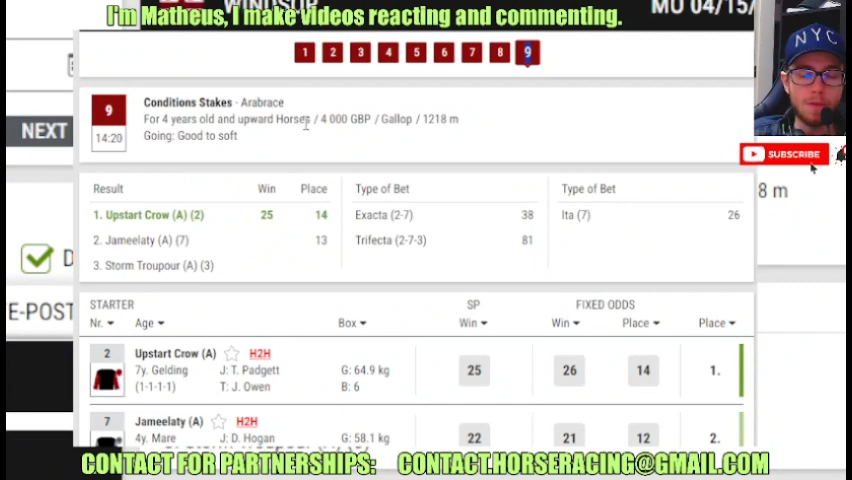 I'm Matheus, I make videos reacting and commenting.
WINDSOR
MO 04/15/
1 2 3 4 5 6 7 8 9
NYC
9 Conditions Stakes - Arabrace
For 4 years old and upward Horses / 4 000 GBP / Gallop / 1218 m
14:20 Going: Good to soft
NEXT
SUBSCRIBE
8 m
Result Win Place Type of Bet Type of Bet
1. Upstart Crow (A) (2) 25 14 Exacta (2-7) 38 Ita (7) 26
2. Jameelaty (A) (7) 13 Trifecta (2-7-3) 81
3. Storm Troupour (A) (3)
D
E-POST
STARTER SP FIXED ODDS
Nr. Age Box Win Win Place Place
2 Upstart Crow (A) H2H
7y. Gelding J: T. Padgett G: 64.9 kg 25 26 14 1.
(1-1-1-1) T: J. Owen B: 6
7 Jameelaty (A) H2H
4y. Mare J: D. Hogan G: 58.1 kg 22 21 12 2.
CONTACT FOR PARTNERSHIPS: CONTACT.HORSERACING@GMAIL.COM